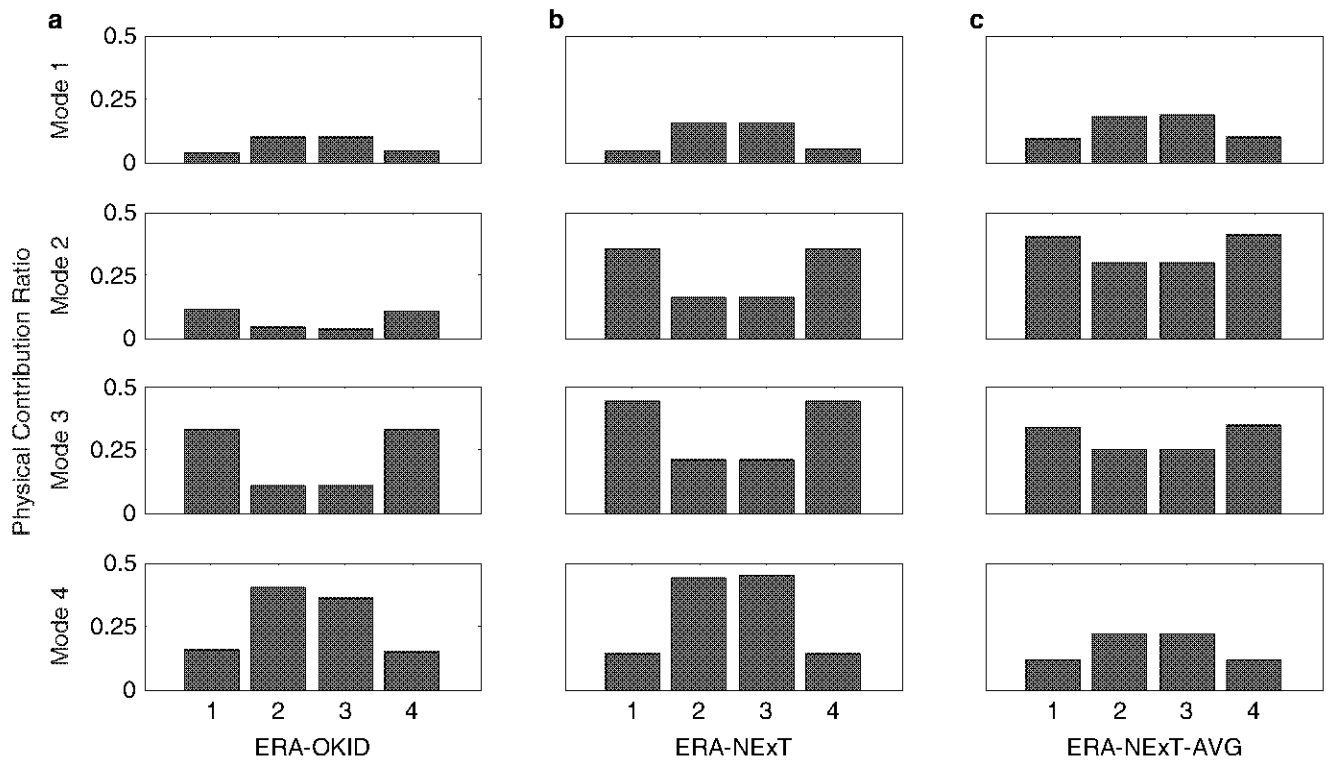 a b c
0.5
0.25
0
Mode 1
0.5
0.25
0
Mode 2
0.5
0.25
0
Mode 3
0.5
0.25
0
Mode 4
Physical Contribution Ratio
1 2 3 4 1 2 3 4 1 2 3 4
ERA-OKID ERA-NExT ERA-NExT-AVG